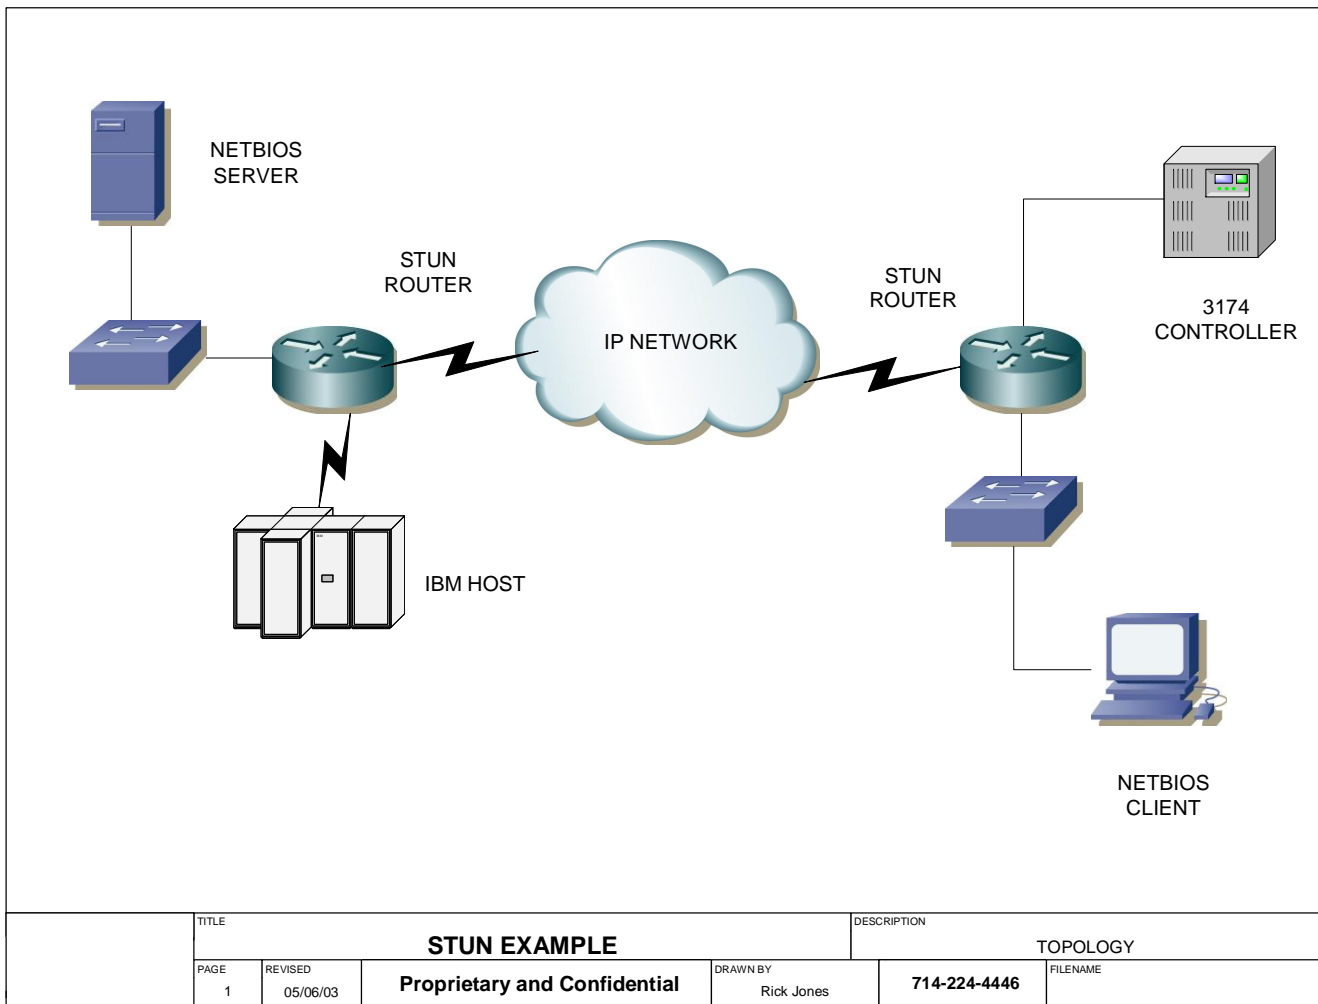 NETBIOS
SERVER
STUN
ROUTER
IP NETWORK
STUN
ROUTER
3174
CONTROLLER
IBM HOST
NETBIOS
CLIENT
TITLE
STUN EXAMPLE
DESCRIPTION
TOPOLOGY
PAGE
1
REVISED
05/06/03
Proprietary and Confidential
DRAWN BY
Rick Jones
714-224-4446
FILENAME